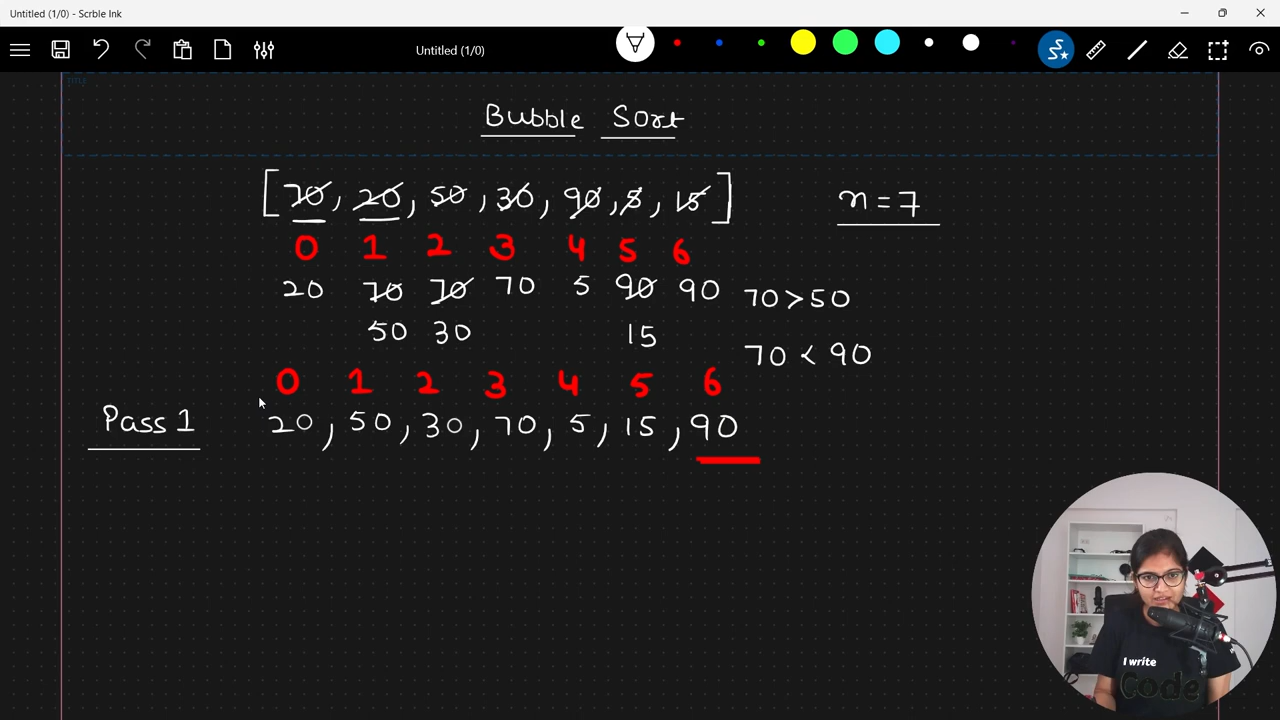 Untitled (1/0) - Scrble Ink
Untitled (1/0)
Title
Bubble Sort
[70, 20, 50, 30, 90, 5, 15] n = 7
0 1 2 3 4 5 6
20 70 70 70 5 90 90 70 > 50
50 30 15
70 < 90
0 1 2 3 4 5 6
Pass 1 20, 50, 30, 70, 5, 15, 90
I write
Code